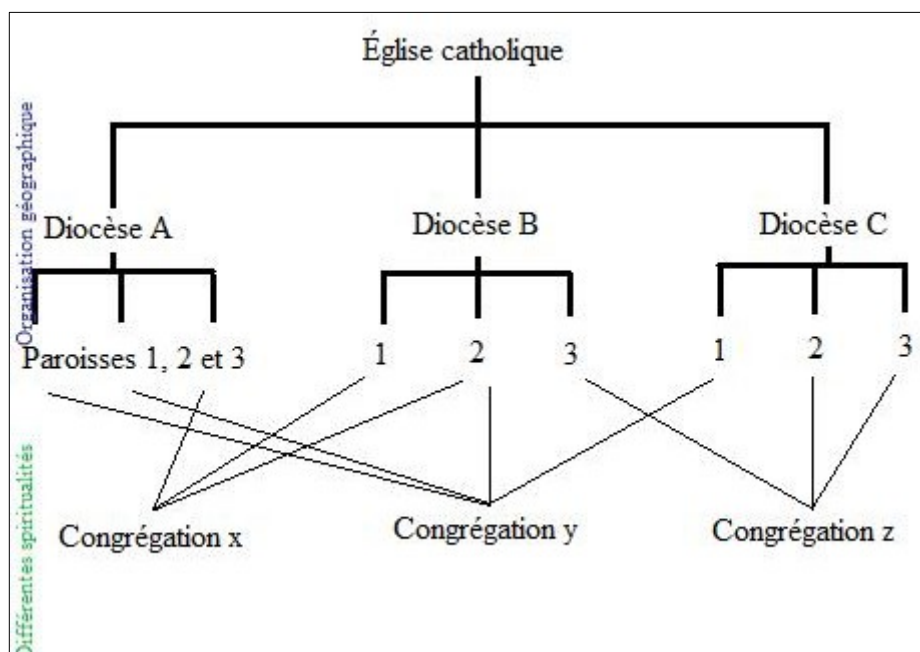 Église catholique
Organisation géographique
Diocèse A
Diocèse B
Diocèse C
Paroisses 1, 2 et 3
1
2
3
1
2
3
Différentes spiritualités
Congrégation x
Congrégation y
Congrégation z